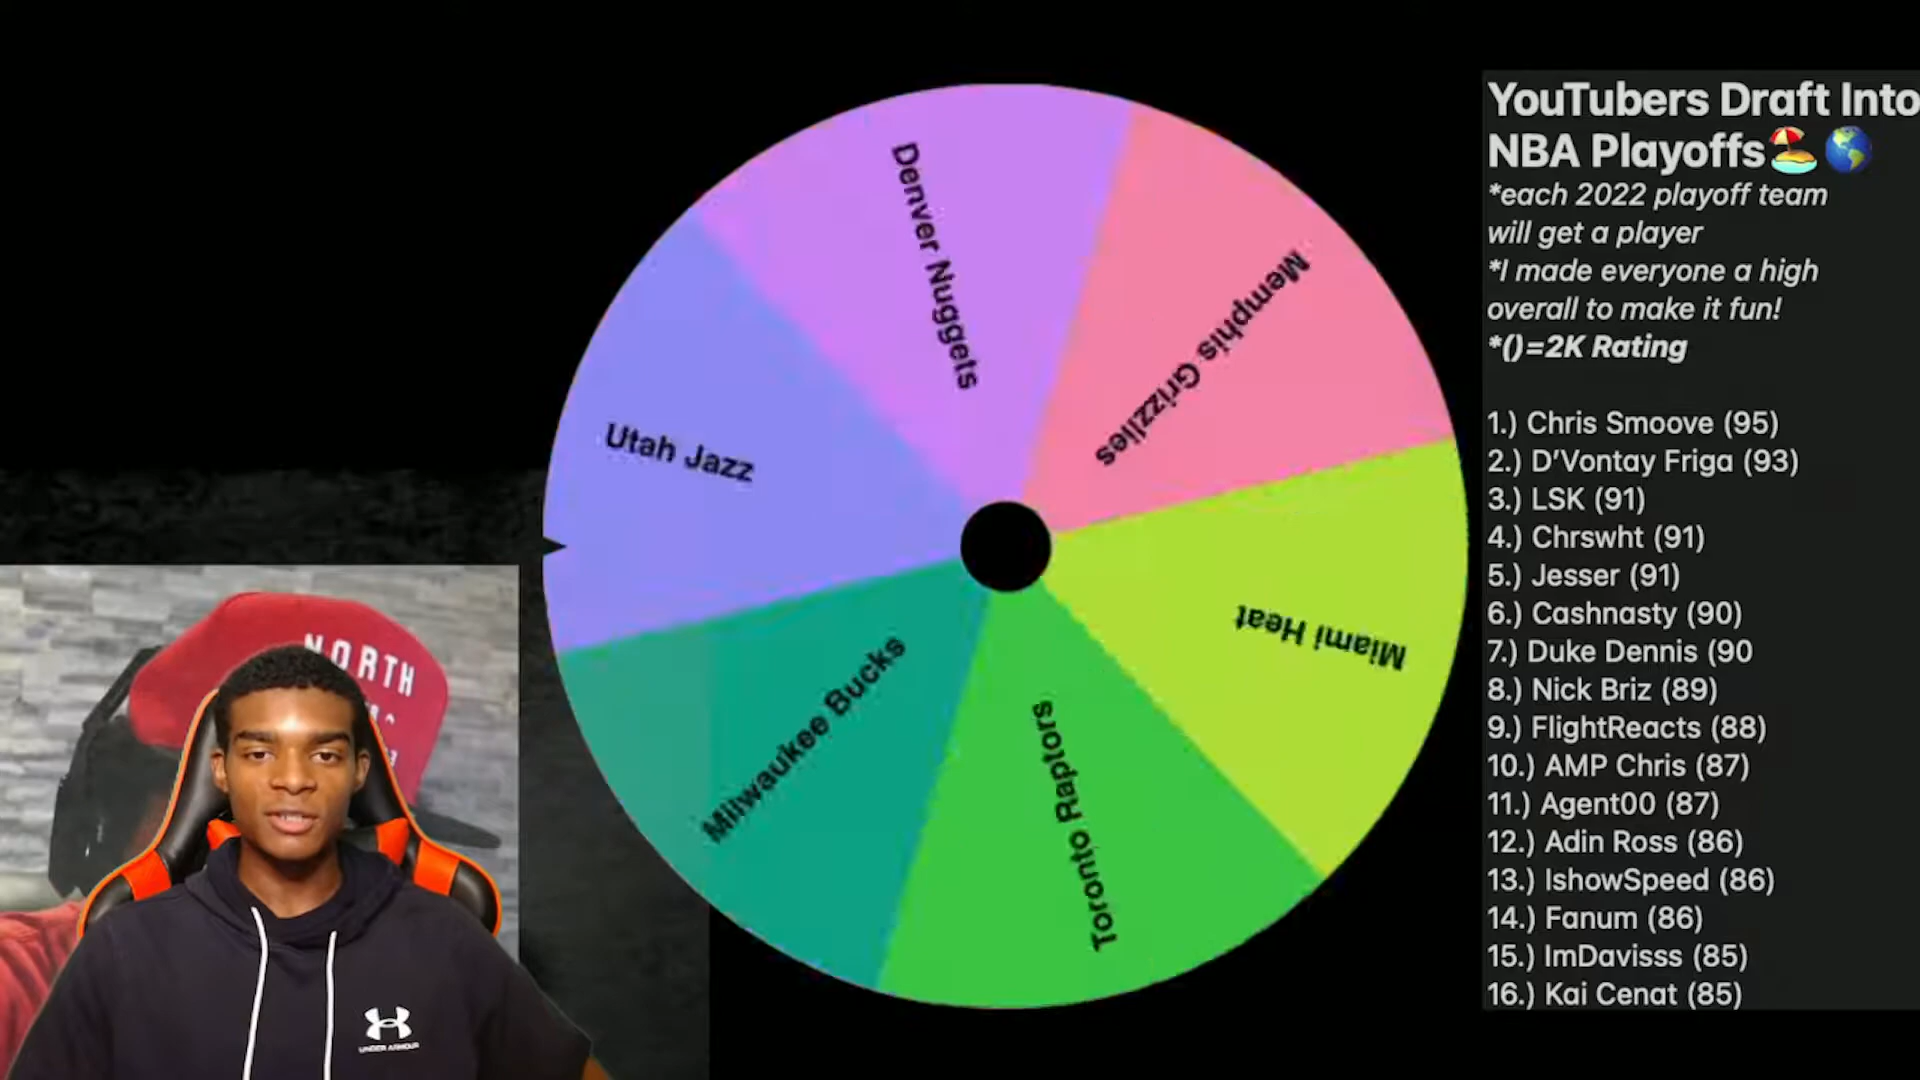 YouTubers Draft Into
NBA Playoffs🏖️🌎
*each 2022 playoff team
will get a player
*I made everyone a high
overall to make it fun!
*()=2K Rating
1.) Chris Smoove (95)
2.) D’Vontay Friga (93)
3.) LSK (91)
4.) Chrswht (91)
5.) Jesser (91)
6.) Cashnasty (90)
7.) Duke Dennis (90
8.) Nick Briz (89)
9.) FlightReacts (88)
10.) AMP Chris (87)
11.) Agent00 (87)
12.) Adin Ross (86)
13.) IshowSpeed (86)
14.) Fanum (86)
15.) ImDavisss (85)
16.) Kai Cenat (85)
Denver Nuggets
Memphis Grizzlies
Utah Jazz
Miami Heat
Milwaukee Bucks
Toronto Raptors
NORTH
UNDER ARMOUR